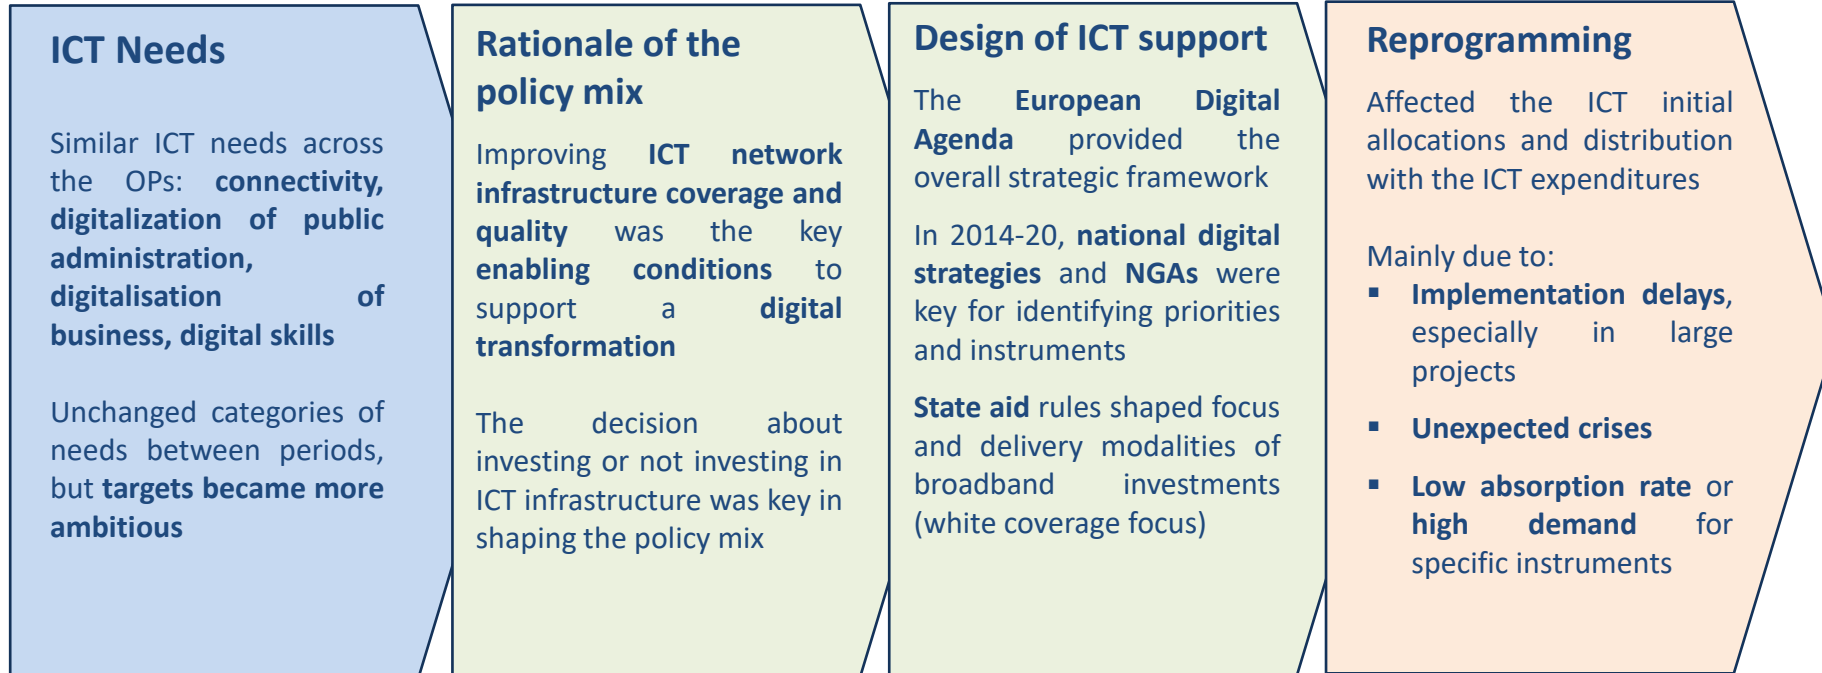 ICT Needs
Similar ICT needs across
the OPs: connectivity,
digitalization of public
administration,
digitalisation of
business, digital skills
Unchanged categories of
needs between periods,
but targets became more
ambitious
Rationale of the
policy mix
Improving ICT network
infrastructure coverage and
quality was the key
enabling conditions to
support a digital
transformation
The decision about
investing or not investing in
ICT infrastructure was key in
shaping the policy mix
Design of ICT support
The European Digital
Agenda provided the
overall strategic framework
In 2014-20, national digital
strategies and NGAs were
key for identifying priorities
and instruments
State aid rules shaped focus
and delivery modalities of
broadband investments
(white coverage focus)
Reprogramming
Affected the ICT initial
allocations and distribution
with the ICT expenditures
Mainly due to:
▪ Implementation delays,
especially in large
projects
▪ Unexpected crises
▪ Low absorption rate or
high demand for
specific instruments